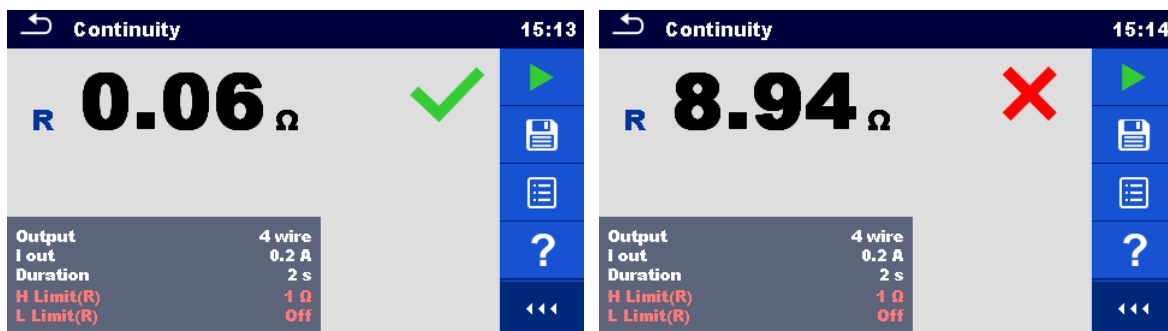 Continuity 15:13
R 0.06 Ω
Output 4 wire
I out 0.2 A
Duration 2 s
H Limit(R) 1 Ω
L Limit(R) Off
?
Continuity 15:14
R 8.94 Ω
Output 4 wire
I out 0.2 A
Duration 2 s
H Limit(R) 1 Ω
L Limit(R) Off
?